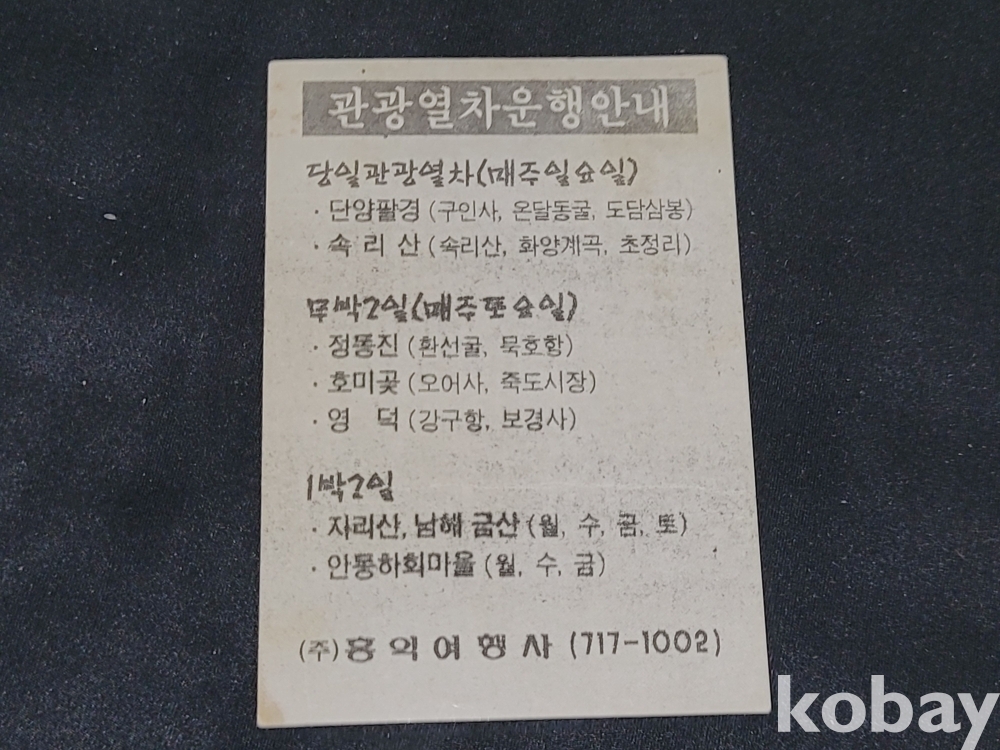 관광열차운행안내
당일관광열차(매주일요일)
· 단양팔경 (구인사, 온달동굴, 도담삼봉)
· 속 리 산 (속리산, 화양계곡, 초정리)
무박2일(매주토요일)
· 정동진 (환선굴, 묵호항)
· 호미곶 (오어사, 죽도시장)
· 영 덕 (강구항, 보경사)
1박2일
· 지리산, 남해 금산 (월, 수, 금, 토)
· 안동하회마을 (월, 수, 금)
(주) 홍익여행사 (717-1002)
kobay